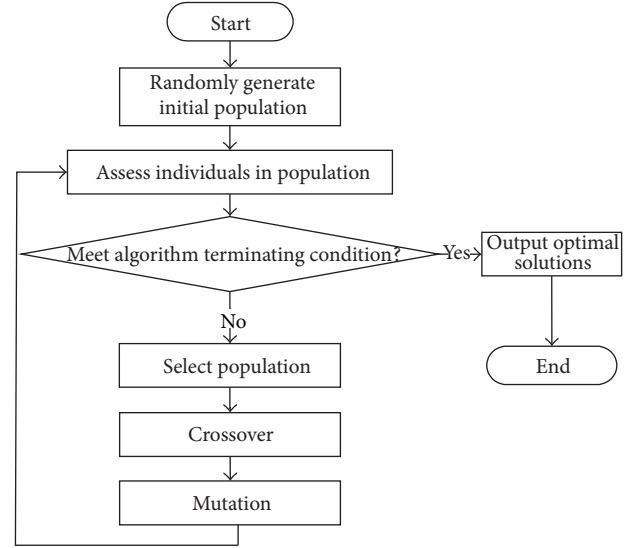 Start
Randomly generate
initial population
Assess individuals in population
Meet algorithm terminating condition?
Yes
Output optimal
solutions
No
End
Select population
Crossover
Mutation